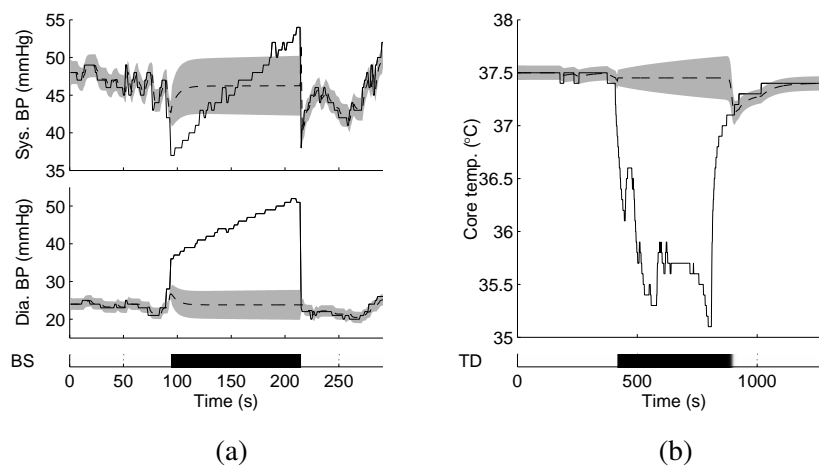 55
50
45
40
35
Sys. BP (mmHg)
50
40
30
20
Dia. BP (mmHg)
BS
0 50 100 150 200 250
Time (s)
(a)
38
37.5
37
36.5
36
35.5
35
Core temp. (°C)
TD
0 500 1000
Time (s)
(b)